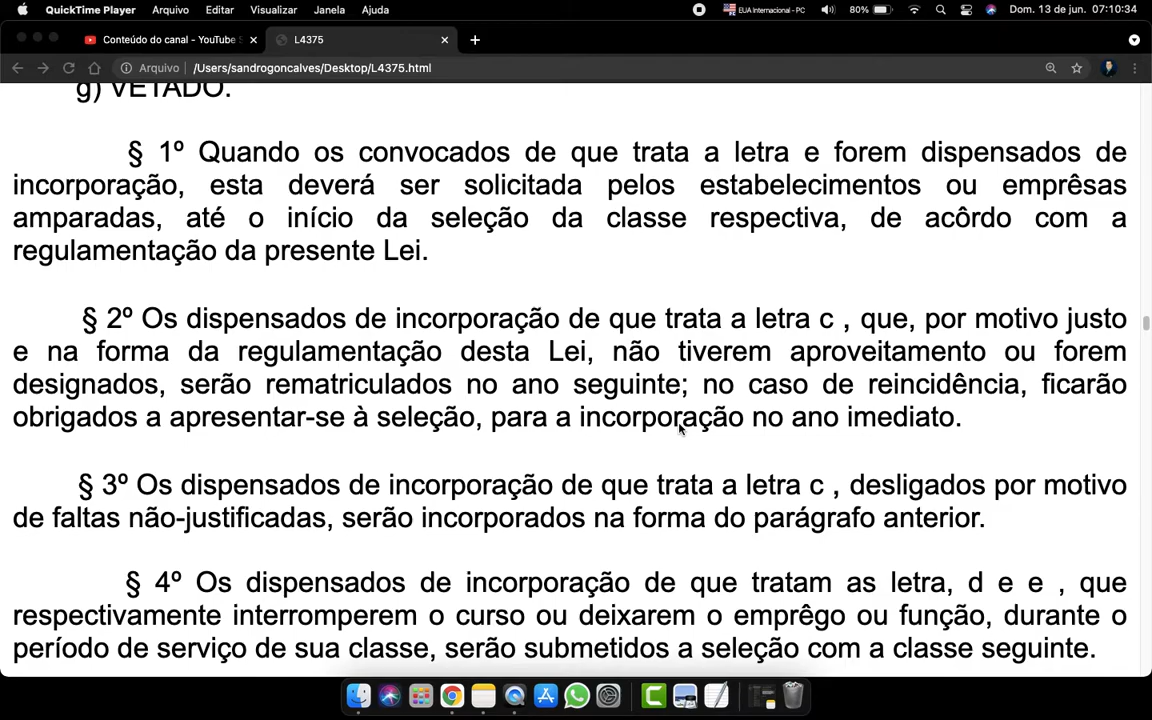 QuickTime Player Arquivo Editar Visualizar Janela Ajuda EUA Internacional - PC 80% Dom. 13 de jun. 07:10:34
Conteúdo do canal - YouTube L4375
Arquivo /Users/sandrogoncalves/Desktop/L4375.html
g) VETADO.
§ 1º Quando os convocados de que trata a letra e forem dispensados de
incorporação, esta deverá ser solicitada pelos estabelecimentos ou emprêsas
amparadas, até o início da seleção da classe respectiva, de acôrdo com a
regulamentação da presente Lei.
§ 2º Os dispensados de incorporação de que trata a letra c , que, por motivo justo
e na forma da regulamentação desta Lei, não tiverem aproveitamento ou forem
designados, serão rematriculados no ano seguinte; no caso de reincidência, ficarão
obrigados a apresentar-se à seleção, para a incorporação no ano imediato.
§ 3º Os dispensados de incorporação de que trata a letra c , desligados por motivo
de faltas não-justificadas, serão incorporados na forma do parágrafo anterior.
§ 4º Os dispensados de incorporação de que tratam as letra, d e e , que
respectivamente interromperem o curso ou deixarem o emprêgo ou função, durante o
período de serviço de sua classe, serão submetidos a seleção com a classe seguinte.